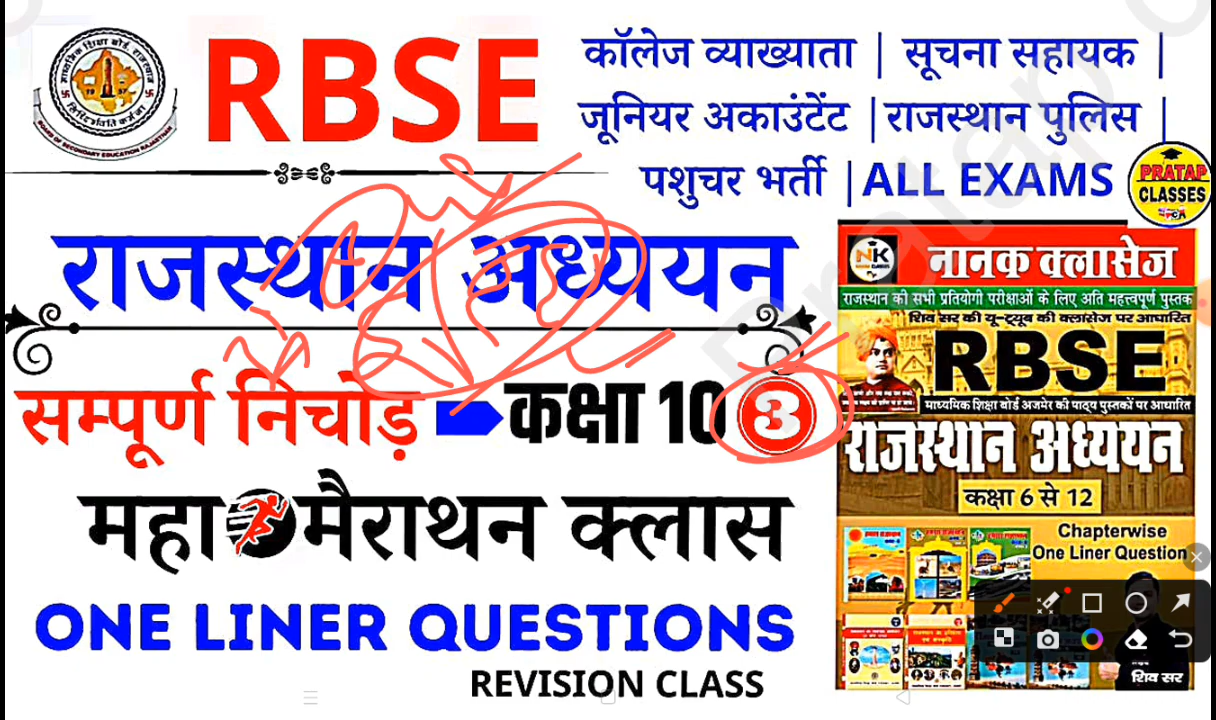 RBSE
कॉलेज व्याख्याता | सूचना सहायक |
जूनियर अकाउंटेंट | राजस्थान पुलिस |
पशुचर भर्ती | ALL EXAMS
PRATAP
CLASSES
राजस्थान अध्ययन
सम्पूर्ण निचोड़ कक्षा 10 3
महा मैराथन क्लास
ONE LINER QUESTIONS
REVISION CLASS
NK
नानक क्लासेज
राजस्थान की सभी प्रतियोगी परीक्षाओं के लिए अति महत्त्वपूर्ण पुस्तक
शिव सर की यू-ट्यूब की क्लासेज पर आधारित
RBSE
माध्यमिक शिक्षा बोर्ड अजमेर की पाठ्य पुस्तकों पर आधारित
राजस्थान अध्ययन
कक्षा 6 से 12
Chapterwise
One Liner Question
शिव सर